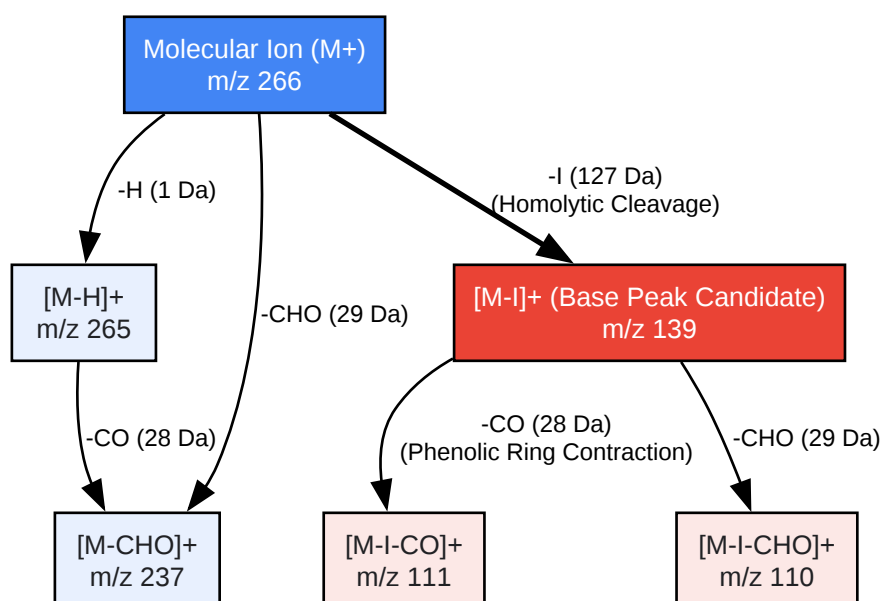 Molecular Ion (M+)
m/z 266
-H (1 Da)
-I (127 Da)
(Homolytic Cleavage)
[M-H]+
m/z 265
-CHO (29 Da)
[M-I]+ (Base Peak Candidate)
m/z 139
-CO (28 Da)
-CO (28 Da)
(Phenolic Ring Contraction)
-CHO (29 Da)
[M-CHO]+
m/z 237
[M-I-CO]+
m/z 111
[M-I-CHO]+
m/z 110